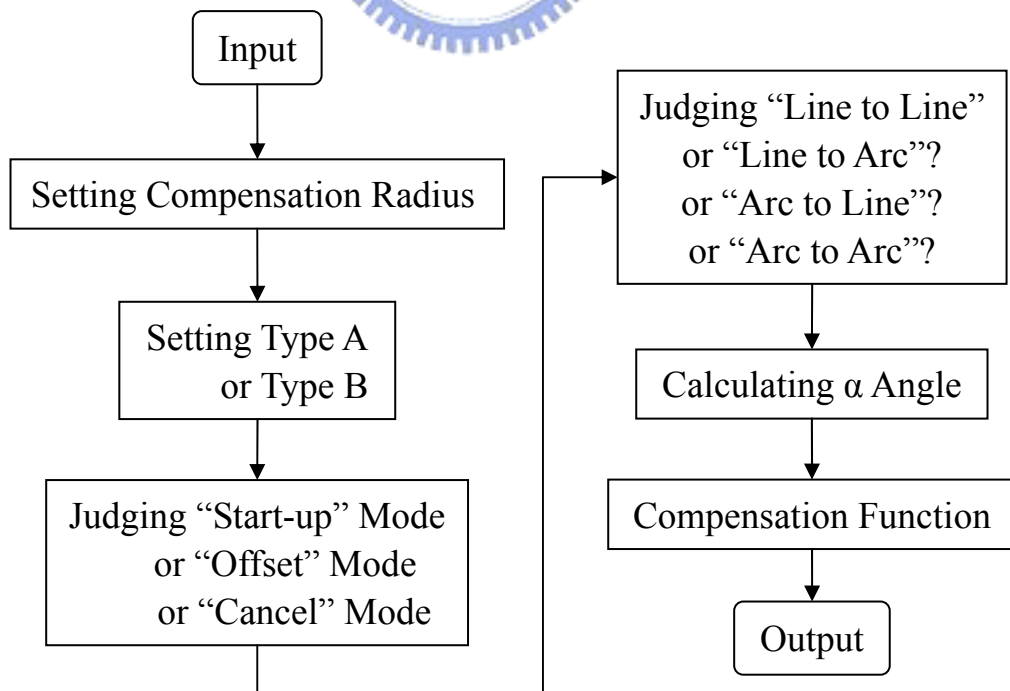 Input
Setting Compensation Radius
Setting Type A
or Type B
Judging “Start-up” Mode
or “Offset” Mode
or “Cancel” Mode
Judging “Line to Line”
or “Line to Arc”?
or “Arc to Line”?
or “Arc to Arc”?
Calculating α Angle
Compensation Function
Output